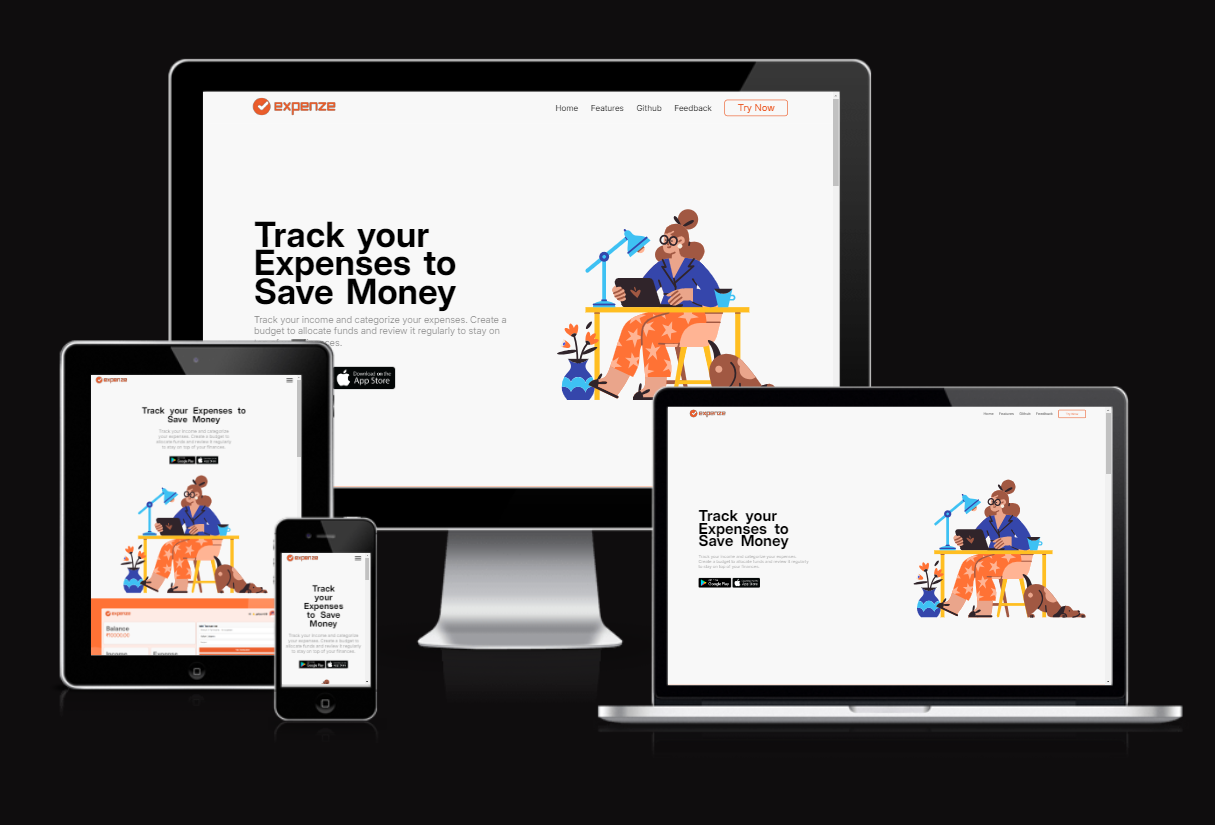 expenze
Home Features Github Feedback Try Now
Track your
Expenses to
Save Money
Track your income and categorize your expenses. Create a
budget to allocate funds and review it regularly to stay on
Download on the
App Store
expenze
Track your Expenses to
Save Money
Track your income and categorize
your expenses. Create a budget to
allocate funds and review it regularly
to stay on top of your finances.
Google Play
App Store
expenze
Balance
Income Expense
expenze
Track
your
Expenses
to Save
Money
Track your income and categorize
your expenses. Create a budget to
allocate funds and review it regularly
to stay on top of your finances.
Google Play
App Store
expenze
Home Features Github Feedback Try Now
Track your
Expenses to
Save Money
Track your income and categorize your expenses.
Create a budget to allocate funds and review it regularly
to stay on top of your finances.
Google Play
App Store